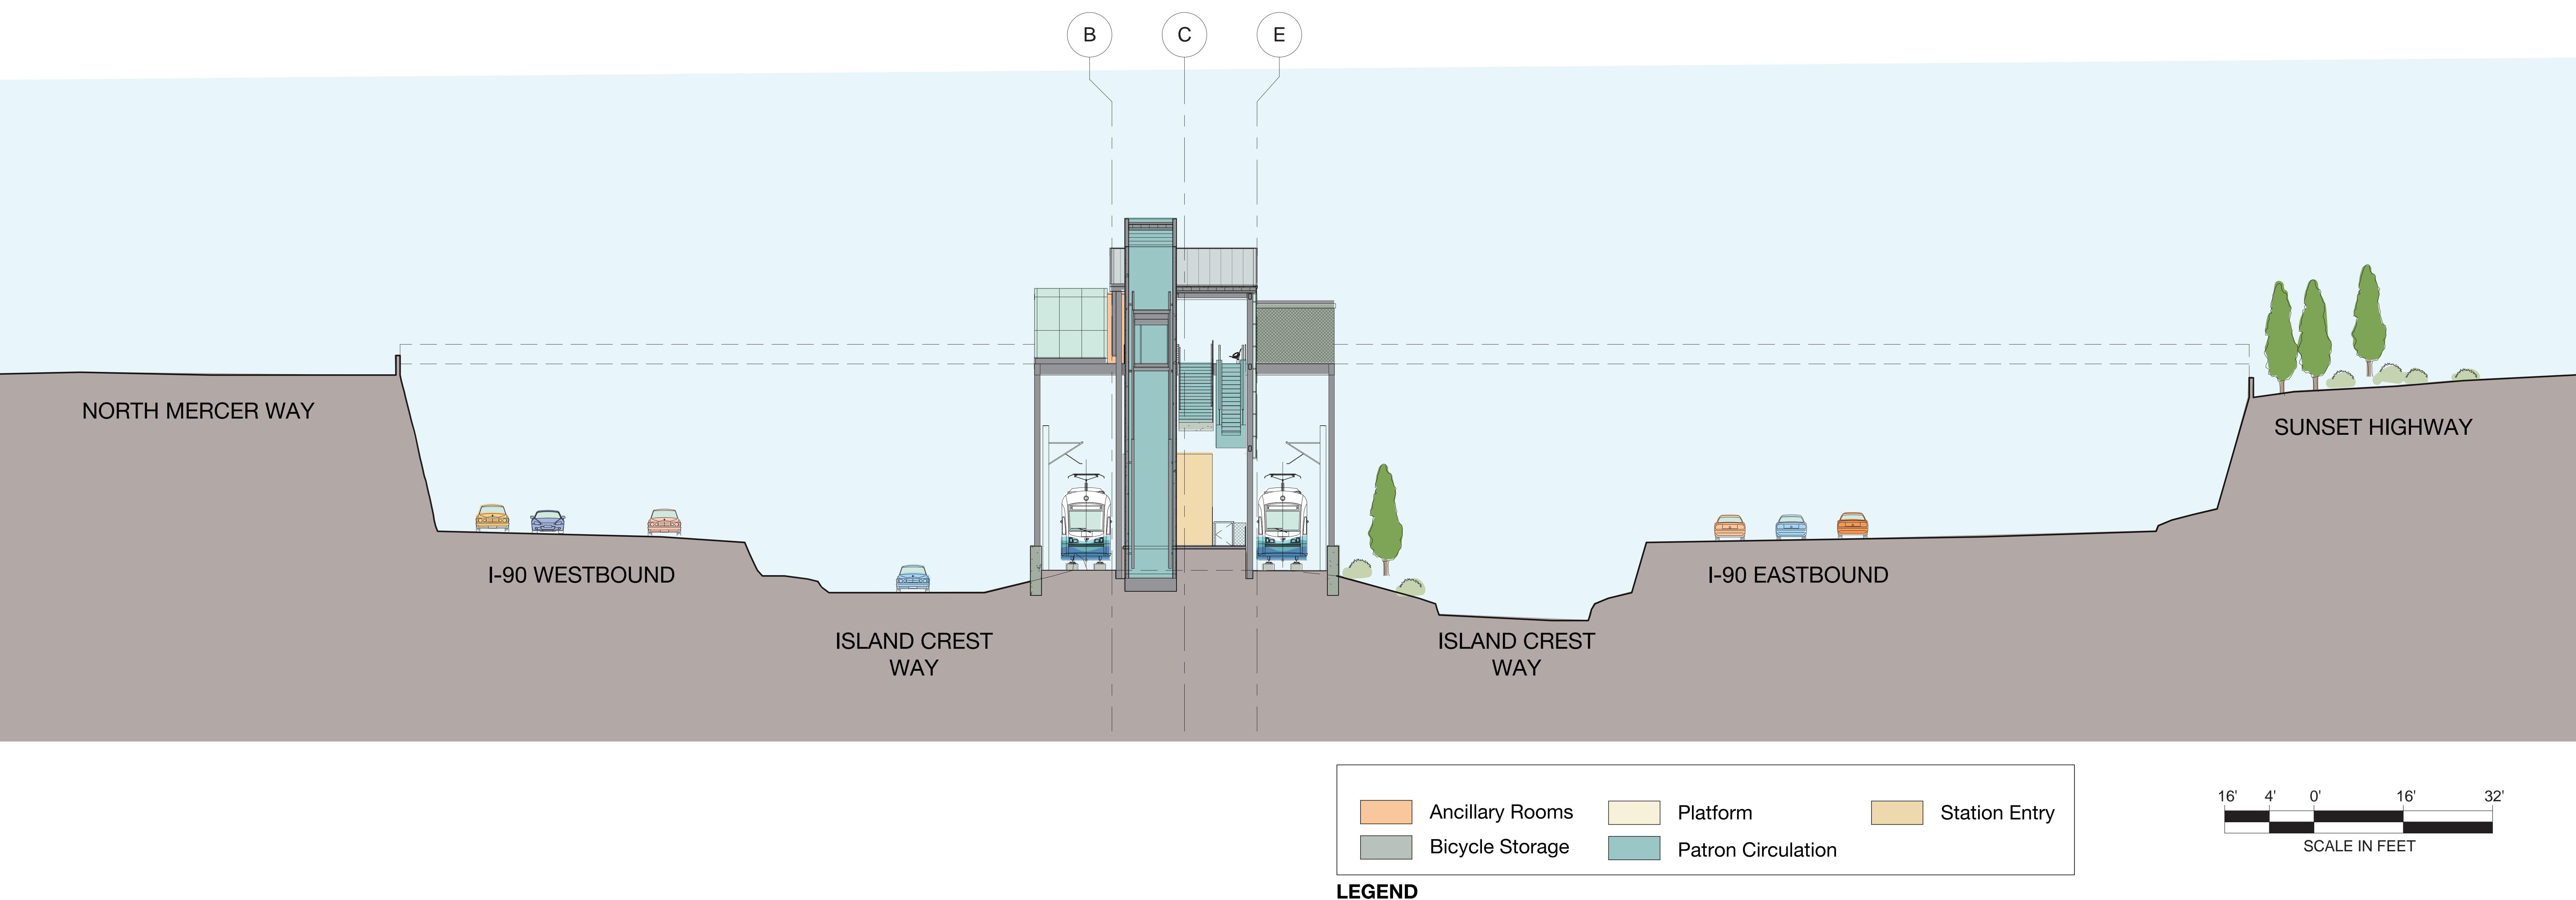 B
C
E
NORTH MERCER WAY
SUNSET HIGHWAY
I-90 WESTBOUND
I-90 EASTBOUND
ISLAND CREST
WAY
ISLAND CREST
WAY
Ancillary Rooms
Platform
Station Entry
Bicycle Storage
Patron Circulation
LEGEND
16' 4' 0' 16' 32'
SCALE IN FEET